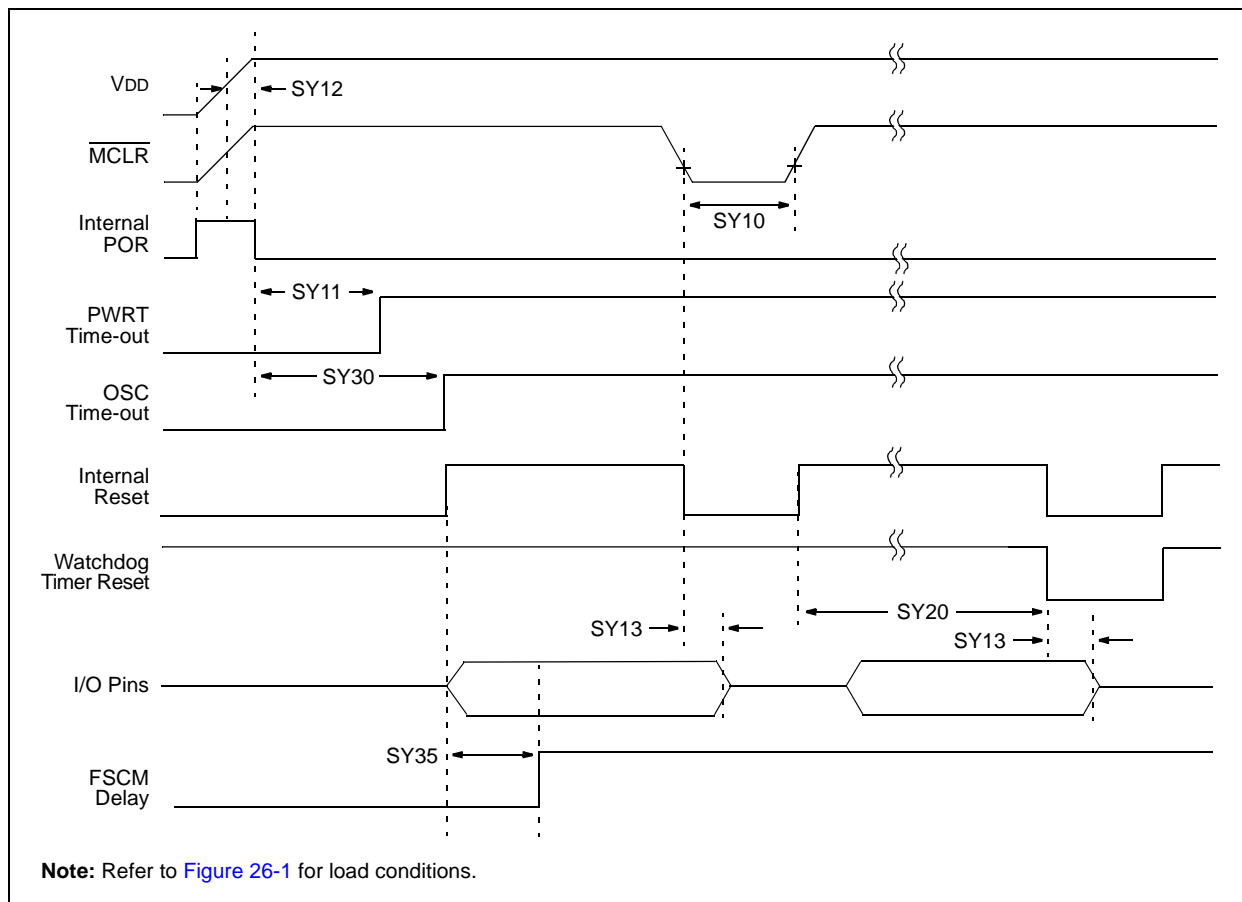 VDD
SY12
MCLR
SY10
Internal
POR
SY11
PWRT
Time-out
SY30
OSC
Time-out
Internal
Reset
Watchdog
Timer Reset
SY20
SY13
SY13
I/O Pins
SY35
FSCM
Delay
Note: Refer to Figure 26-1 for load conditions.